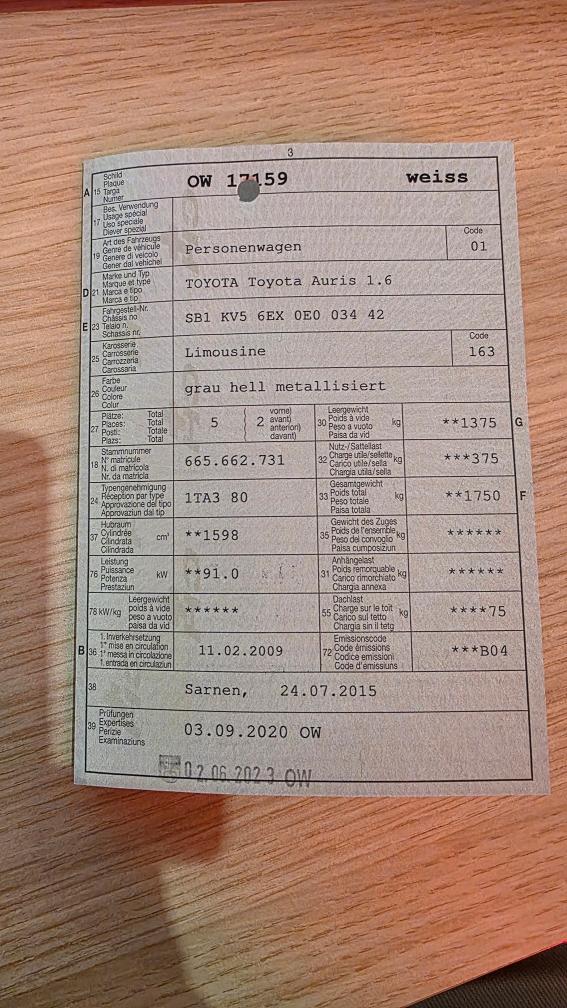 3
A 15 Schild
Plaque
Targa
Numer
OW 17159 weiss
17 Bes. Verwendung
Usage spécial
Uso speciale
Diever spezial
19 Art des Fahrzeugs
Genre de véhicule
Genere di veicolo
Gener dal vehichel
Personenwagen
Code
01
D 21 Marke und Typ
Marque et type
Marca e tipo
Marca e tip
TOYOTA Toyota Auris 1.6
E 23 Fahrgestell-Nr.
Châssis no
Telaio n.
Schassis nr.
SB1 KV5 6EX 0E0 034 42
25 Karosserie
Carrosserie
Carrozzeria
Carossaria
Limousine
Code
163
26 Farbe
Couleur
Colore
Colur
grau hell metallisiert
27 Plätze: Total
Places: Total
Posti: Totale
Plazs: Total
5 2 vorne)
avant)
anteriori)
davant)
30 Leergewicht
Poids à vide
Peso a vuoto
Paisa da vid
kg
**1375 G
18 Stammnummer
N° matricule
N. di matricola
Nr. da matricla
665.662.731
32 Nutz-/Sattellast
Charge utile/sellette
Carico utile/sella
Chargia utila/sella
kg
***375
24 Typengenehmigung
Réception par type
Approvazione del tipo
Approvaziun dal tip
1TA3 80
33 Gesamtgewicht
Poids total
Peso totale
Paisa totala
kg
**1750 F
37 Hubraum
Cylindrée
Cilindrata
Cilindrada
cm³
**1598
35 Gewicht des Zuges
Poids de l'ensemble
Peso del convoglio
Paisa cumposiziun
kg
******
76 Leistung
Puissance
Potenza
Prestaziun
kW
**91.0
31 Anhängelast
Poids remorquable
Carico rimorchiato
Chargia annexa
kg
******
78 kW/kg Leergewicht
poids à vide
peso a vuoto
paisa da vid
******
55 Dachlast
Charge sur le toit
Carico sul tetto
Chargia sin il tetg
kg
****75
B 36 1. Inverkehrsetzung
1re mise en circulation
1a messa in circolazione
1. entrada en circulaziun
11.02.2009
72 Emissionscode
Code émissions
Codice emissioni
Code d'emissiuns
***B04
38
Sarnen, 24.07.2015
39 Prüfungen
Expertises
Perizie
Examinaziuns
03.09.2020 OW
02.06.2023 OW